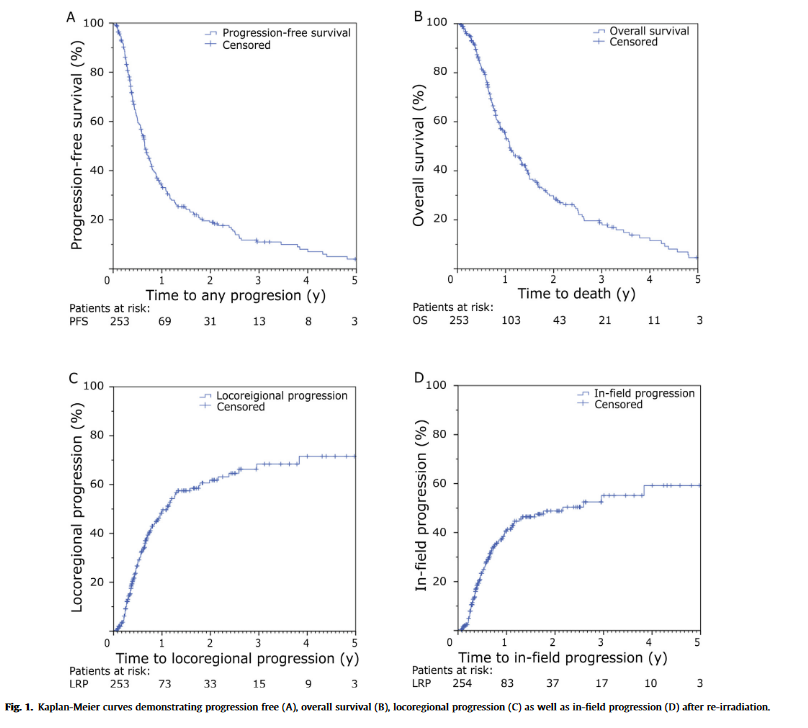 A
100
80
60
40
20
Progression-free survival (%)
Progression-free survival
Censored
0 1 2 3 4 5
Time to any progresion (y)
Patients at risk:
PFS 253 69 31 13 8 3
B
100
80
60
40
20
Overall survival (%)
Overall survival
Censored
0 1 2 3 4 5
Time to death (y)
Patients at risk:
OS 253 103 43 21 11 3
C
100
80
60
40
20
Locoregional progression (%)
Locoreigional progression
Censored
0 1 2 3 4 5
Time to locoregional progression (y)
Patients at risk:
LRP 253 73 33 15 9 3
D
100
80
60
40
20
In-field progression (%)
In-field progression
Censored
0 1 2 3 4 5
Time to in-field progression (y)
Patients at risk:
LRP 254 83 37 17 10 3
Fig. 1. Kaplan-Meier curves demonstrating progression free (A), overall survival (B), locoregional progression (C) as well as in-field progression (D) after re-irradiation.